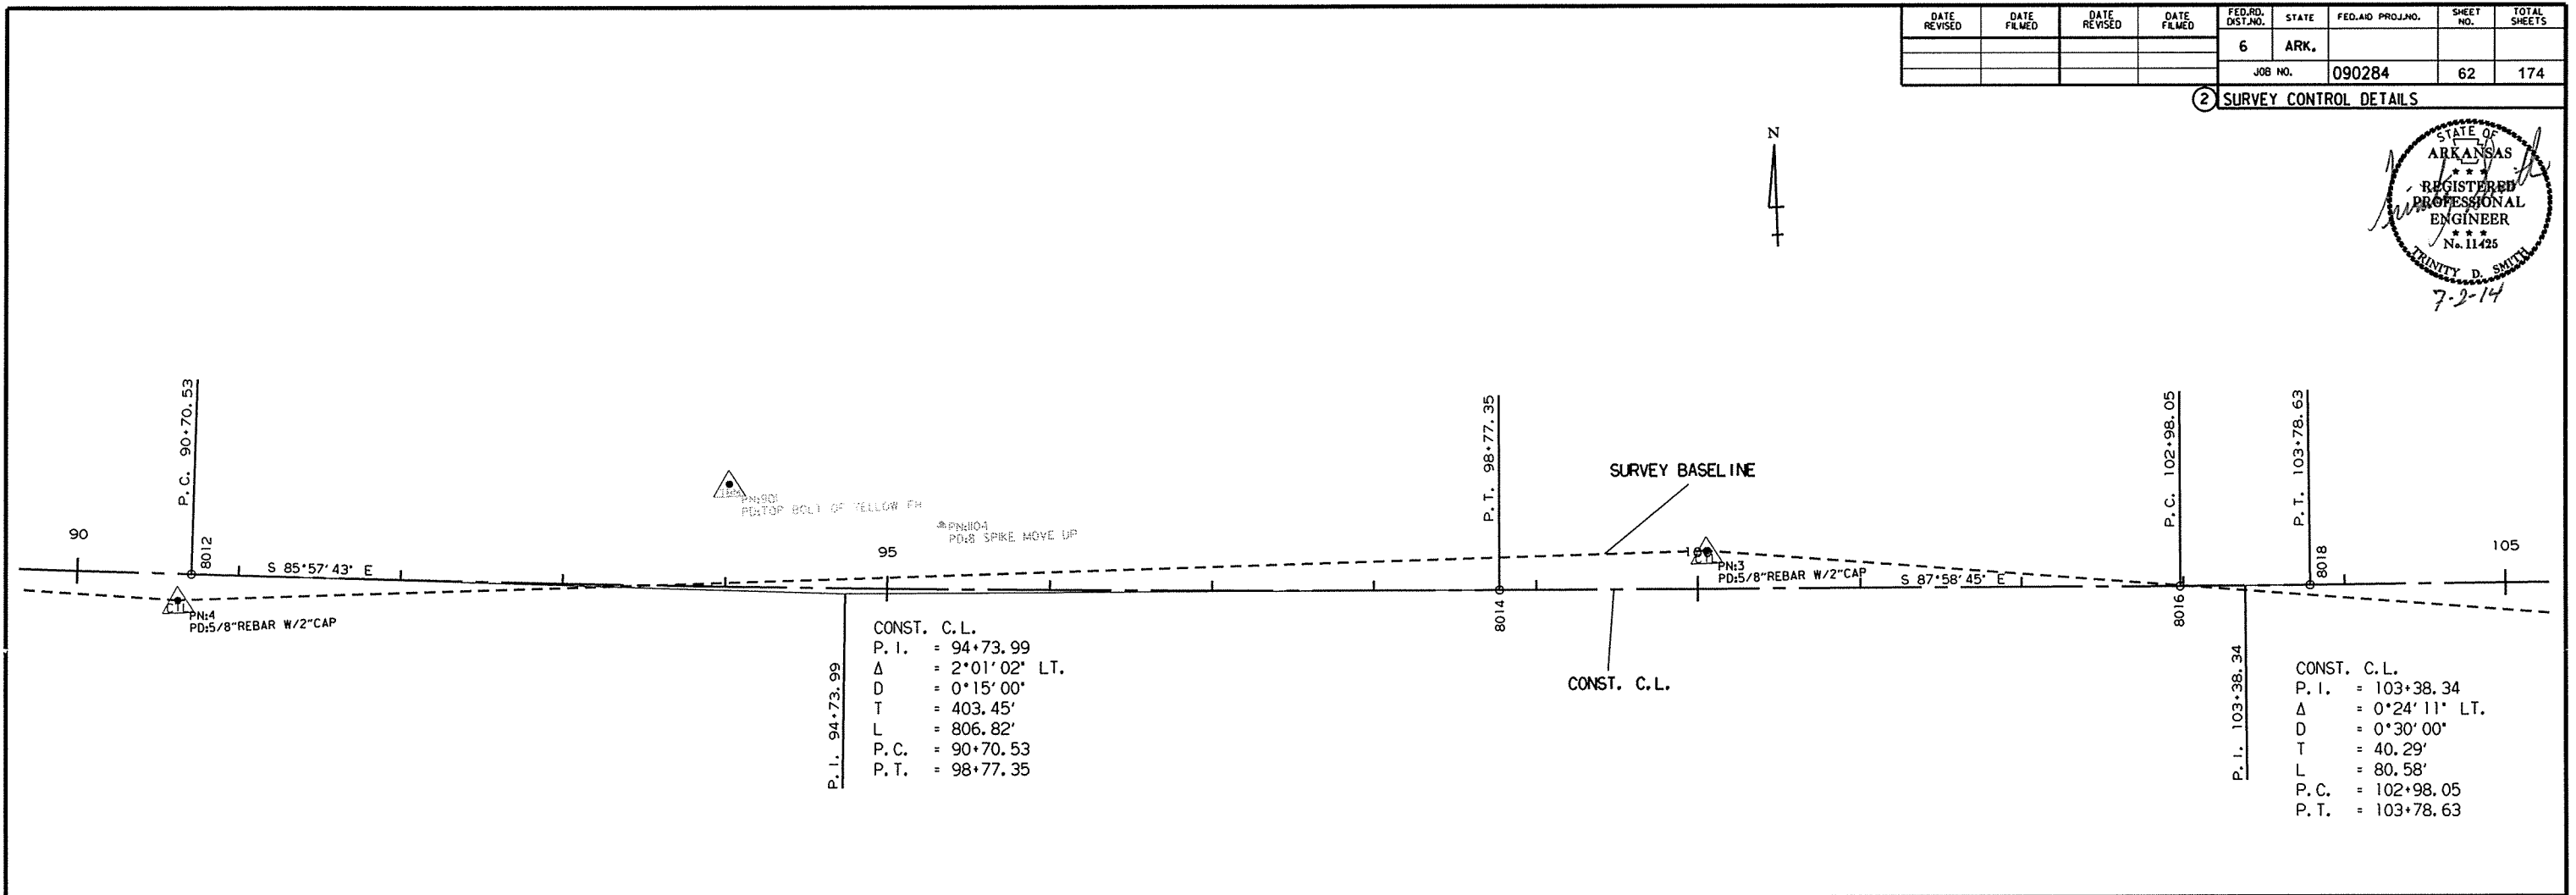 DATE REVISED
DATE FILMED
DATE REVISED
DATE FILMED
FED.RD. DIST.NO.
STATE
FED.AID PROJ.NO.
SHEET NO.
TOTAL SHEETS
6
ARK.
JOB NO.
090284
62
174
2
SURVEY CONTROL DETAILS
N
STATE OF
ARKANSAS
REGISTERED
PROFESSIONAL
ENGINEER
No. 11425
TRINITY D. SMITH
7-2-14
P.C. 90+70.53
8012
90
S 85°57'43" E
CTL
PN:4
PD:5/8"REBAR W/2"CAP
PN:901
PD:TOP BOLT OF YELLOW FH
PN:1104
PD:8 SPIKE MOVE UP
95
P.I. 94+73.99
CONST. C.L.
P.I. = 94+73.99
Δ = 2°01'02" LT.
D = 0°15'00"
T = 403.45'
L = 806.82'
P.C. = 90+70.53
P.T. = 98+77.35
P.T. 98+77.35
8014
SURVEY BASELINE
CTL
PN:3
PD:5/8"REBAR W/2"CAP
CONST. C.L.
S 87°58'45" E
P.C. 102+98.05
8016
P.T. 103+78.63
8018
105
P.I. 103+38.34
CONST. C.L.
P.I. = 103+38.34
Δ = 0°24'11" LT.
D = 0°30'00"
T = 40.29'
L = 80.58'
P.C. = 102+98.05
P.T. = 103+78.63